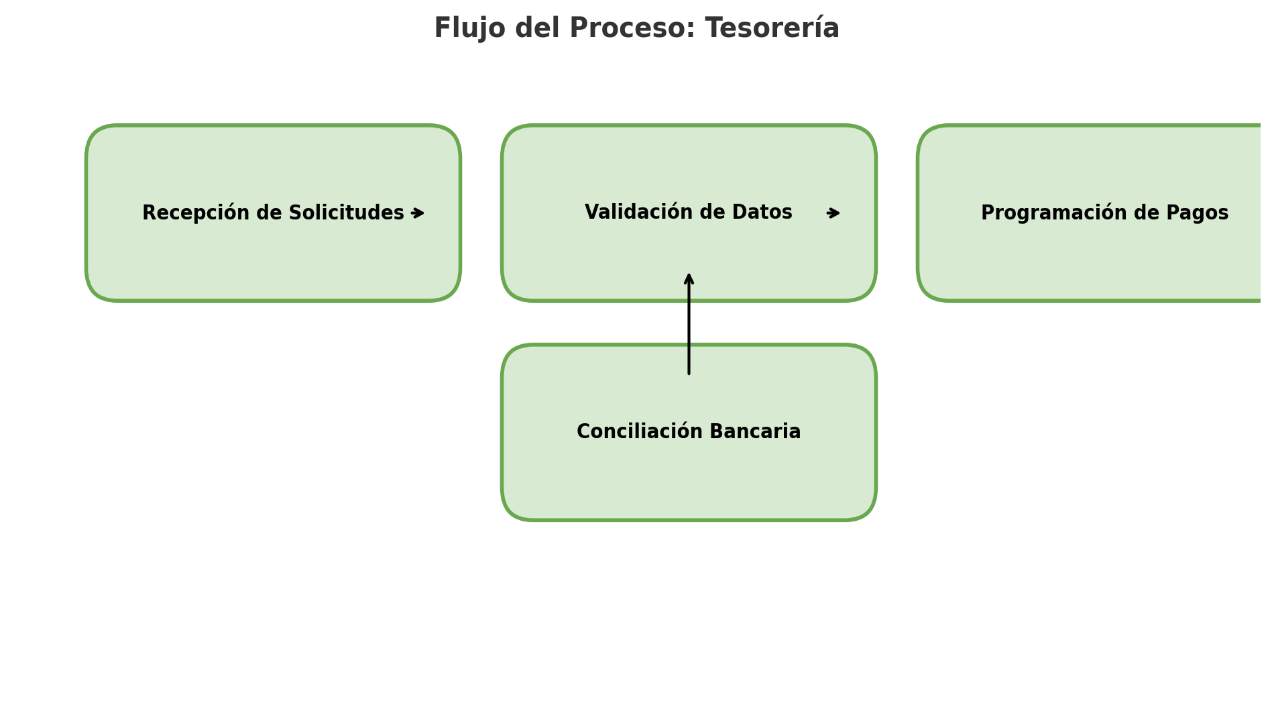 Flujo del Proceso: Tesorería
Recepción de Solicitudes
Validación de Datos
Programación de Pagos
Conciliación Bancaria